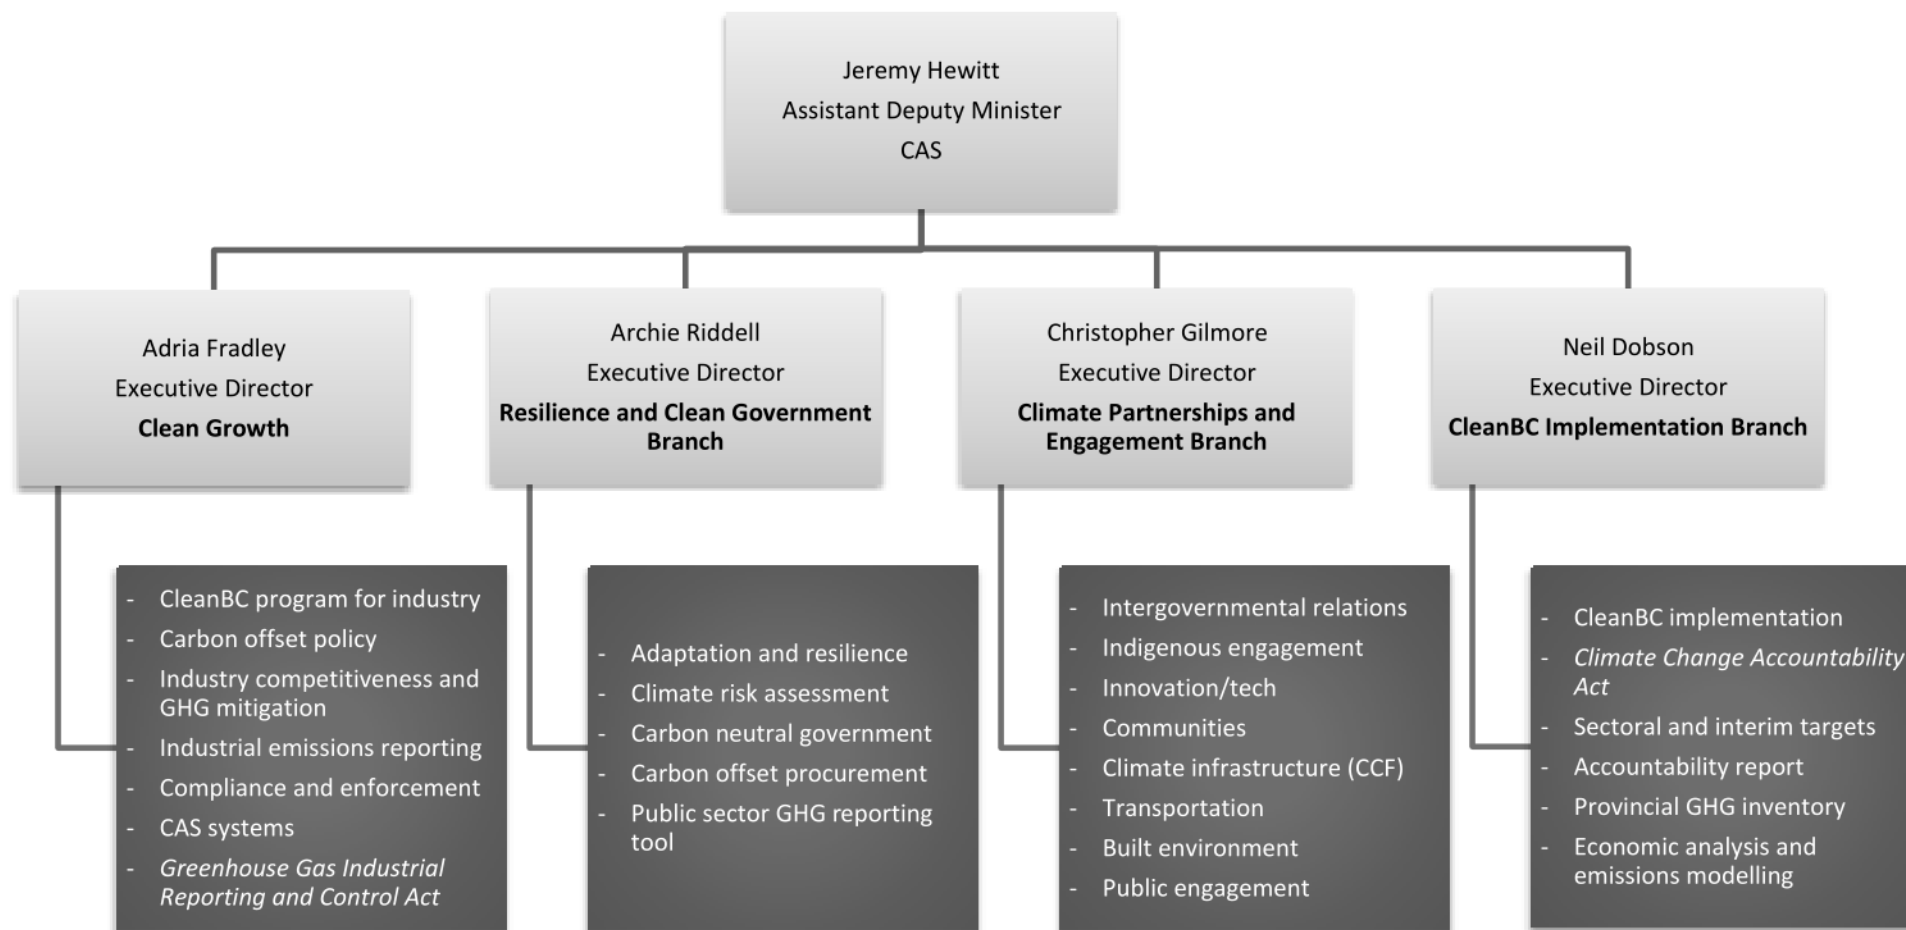 Jeremy Hewitt
Assistant Deputy Minister
CAS
Adria Fradley
Executive Director
Clean Growth
Archie Riddell
Executive Director
Resilience and Clean Government
Branch
Christopher Gilmore
Executive Director
Climate Partnerships and
Engagement Branch
Neil Dobson
Executive Director
CleanBC Implementation Branch
- CleanBC program for industry
- Carbon offset policy
- Industry competitiveness and
GHG mitigation
- Industrial emissions reporting
- Compliance and enforcement
- CAS systems
- Greenhouse Gas Industrial
Reporting and Control Act
- Adaptation and resilience
- Climate risk assessment
- Carbon neutral government
- Carbon offset procurement
- Public sector GHG reporting
tool
- Intergovernmental relations
- Indigenous engagement
- Innovation/tech
- Communities
- Climate infrastructure (CCF)
- Transportation
- Built environment
- Public engagement
- CleanBC implementation
- Climate Change Accountability
Act
- Sectoral and interim targets
- Accountability report
- Provincial GHG inventory
- Economic analysis and
emissions modelling